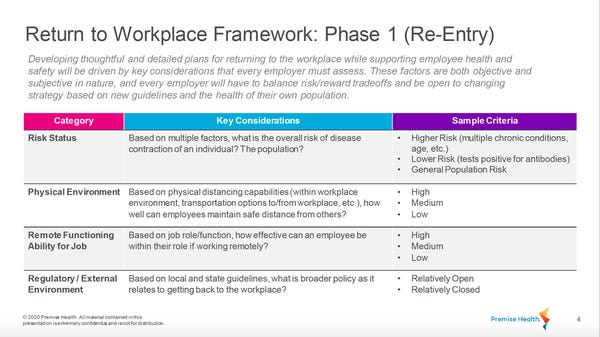 Return to Workplace Framework: Phase 1 (Re-Entry)
Developing thoughtful and detailed plans for returning to the workplace while supporting employee health and
safety will be driven by key considerations that every employer must assess, These factors are both objective and
subjective in nature, and every employer will have to balance risk/reward tradeoffs and be open to changing
strategy based on new guidelines and the health of their own population.
Category
Key Considerations
Sample Criteria
Risk Status
Based on multiple factors, what is the overall risk of disease
contraction of an individual? The population?
• Higher Risk (multiple chronic conditions,
age, etc.)
• Lower Risk (tests positive for antibodies)
• General Population Risk
Physical Environment
Based on physical distancing capabilities (within workplace
environment, transportation options to/from workplace, etc.), how
well can employees maintain safe distance from others?
• High
• Medium
• Low
Remote Functioning
Ability for Job
Based on job role/function, how effective can an employee be
within their role if working remotely?
• High
• Medium
• Low
Regulatory / External
Environment
Based on local and state guidelines, what is broader policy as it
relates to getting back to the workplace?
• Relatively Open
• Relatively Closed
© 2020 Premise Health. All material contained in this
presentation is extremely confidential and is not for distribution.
Premise Health.
4